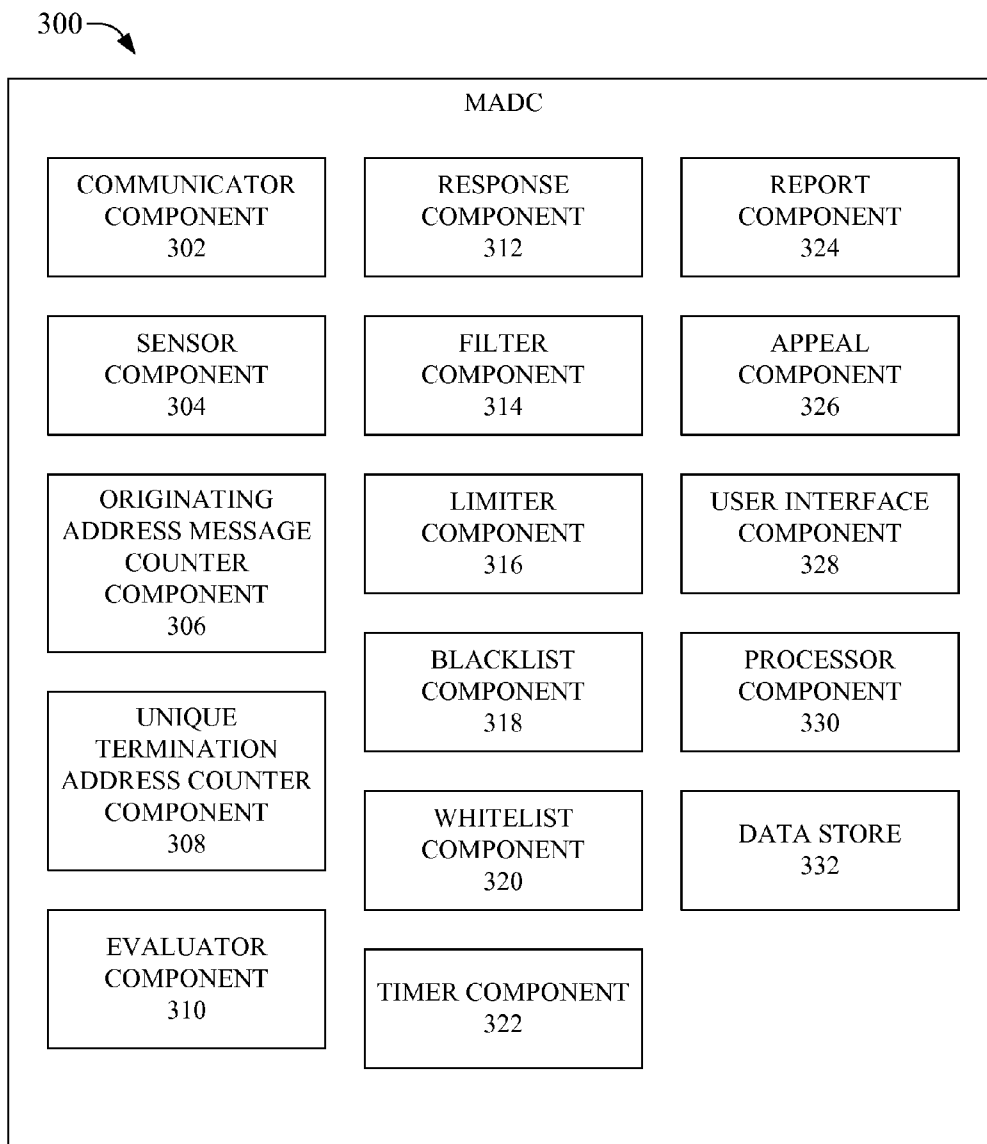 300
MADC
COMMUNICATOR
COMPONENT
302
SENSOR
COMPONENT
304
ORIGINATING
ADDRESS MESSAGE
COUNTER
COMPONENT
306
UNIQUE
TERMINATION
ADDRESS COUNTER
COMPONENT
308
EVALUATOR
COMPONENT
310
RESPONSE
COMPONENT
312
FILTER
COMPONENT
314
LIMITER
COMPONENT
316
BLACKLIST
COMPONENT
318
WHITELIST
COMPONENT
320
TIMER COMPONENT
322
REPORT
COMPONENT
324
APPEAL
COMPONENT
326
USER INTERFACE
COMPONENT
328
PROCESSOR
COMPONENT
330
DATA STORE
332